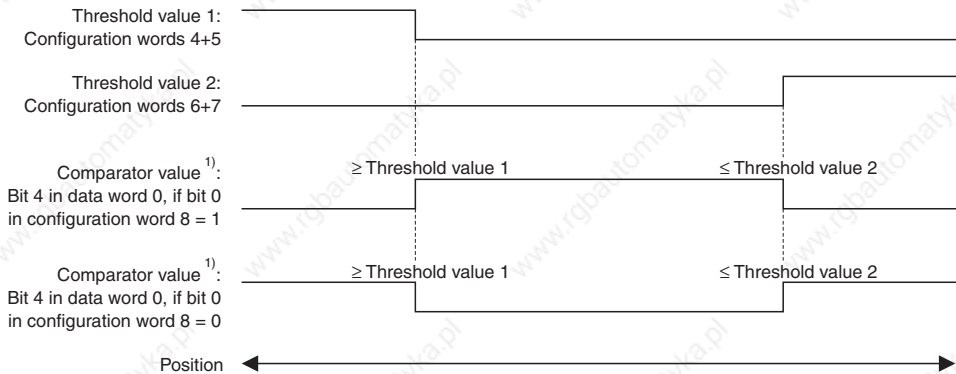 Threshold value 1:
Configuration words 4+5
Threshold value 2:
Configuration words 6+7
Comparator value 1):
Bit 4 in data word 0, if bit 0
in configuration word 8 = 1
≥ Threshold value 1
≤ Threshold value 2
Comparator value 1):
Bit 4 in data word 0, if bit 0
in configuration word 8 = 0
≥ Threshold value 1
≤ Threshold value 2
Position
www.rgbautomatyka.pl